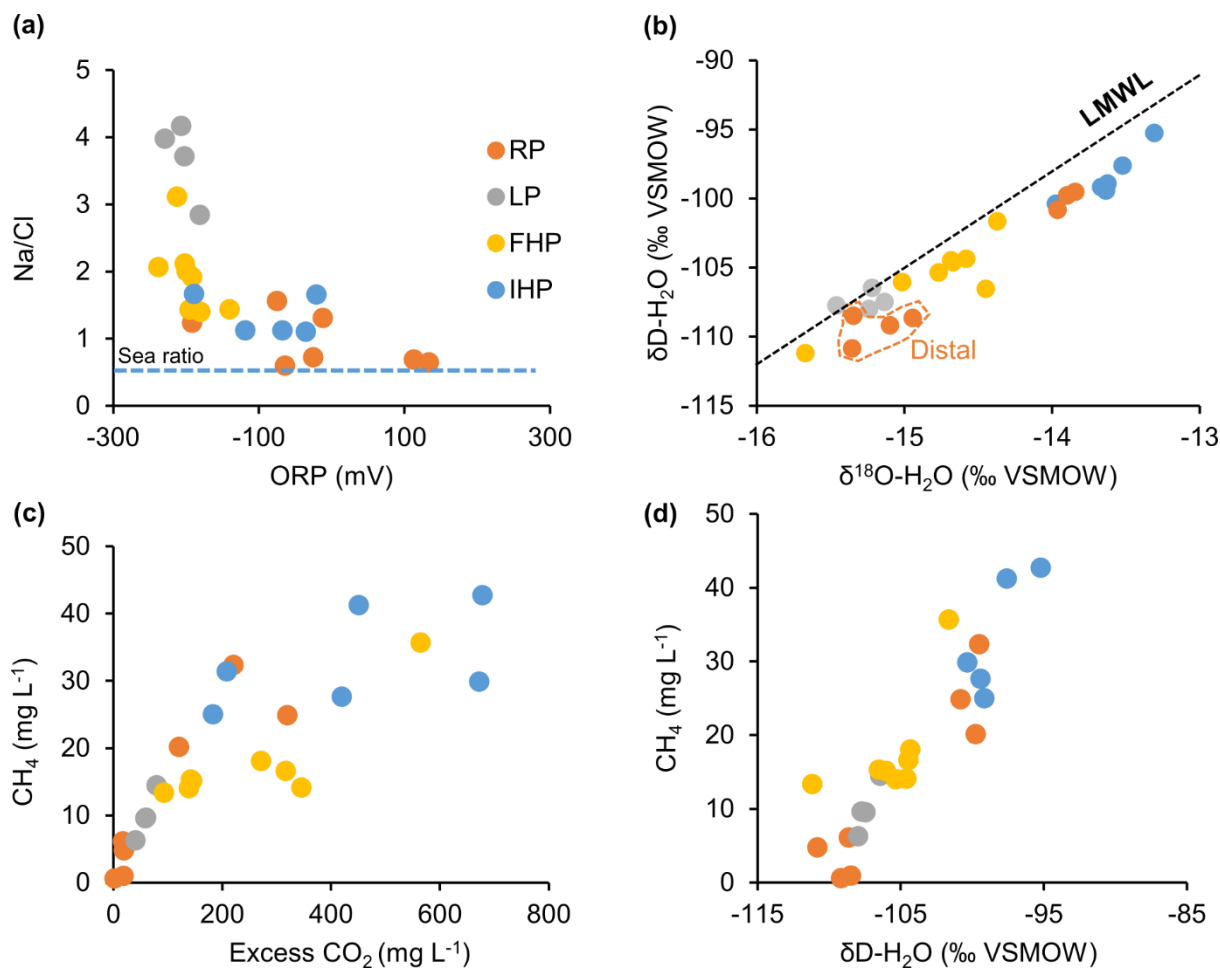 (a)
Na/Cl
5
4
3
2
1
0
Sea ratio
-300
-100
100
300
ORP (mV)
RP
LP
FHP
IHP
(b)
δD-H₂O (‰ VSMOW)
-90
-95
-100
-105
-110
-115
LMWL
Distal
-16
-15
-14
-13
δ¹⁸O-H₂O (‰ VSMOW)
(c)
CH₄ (mg L⁻¹)
50
40
30
20
10
0
0
200
400
600
800
Excess CO₂ (mg L⁻¹)
(d)
CH₄ (mg L⁻¹)
50
40
30
20
10
0
-115
-105
-95
-85
δD-H₂O (‰ VSMOW)